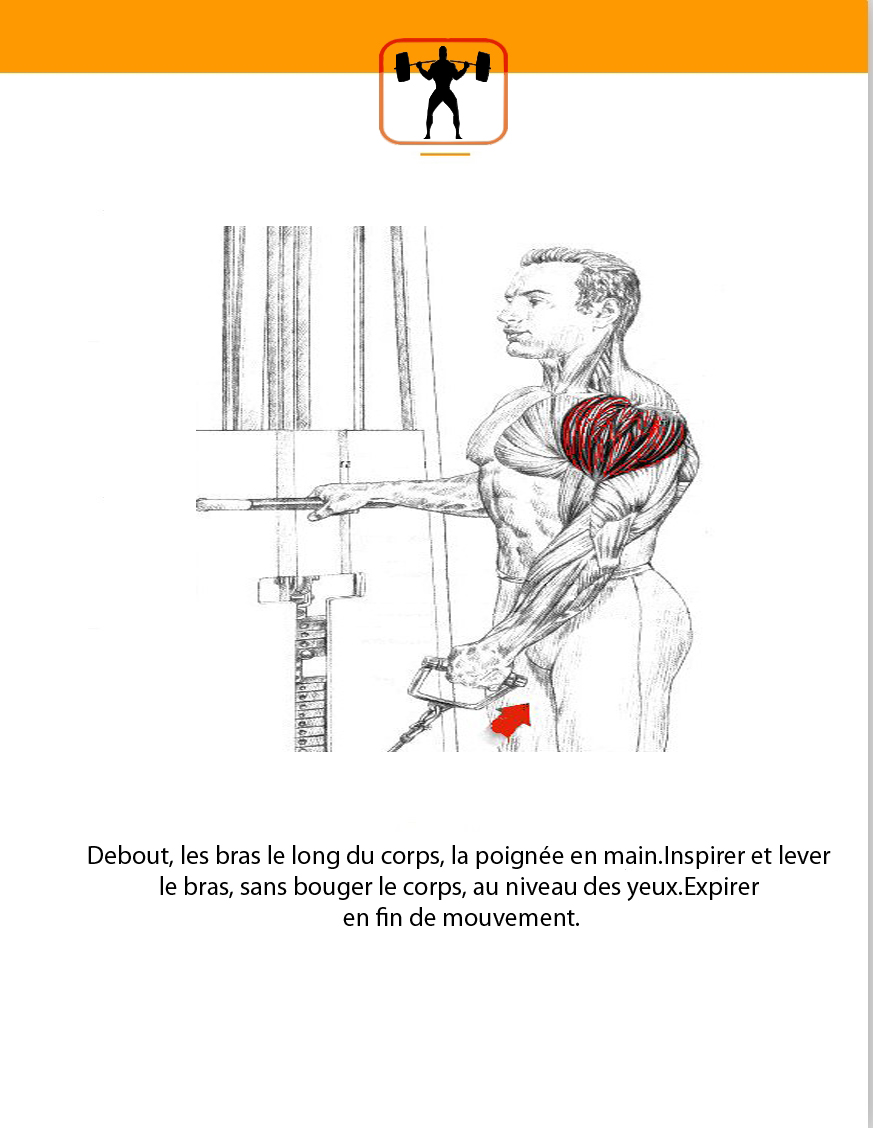 Debout, les bras le long du corps, la poignée en main.Inspirer et lever
le bras, sans bouger le corps, au niveau des yeux.Expirer
en fin de mouvement.